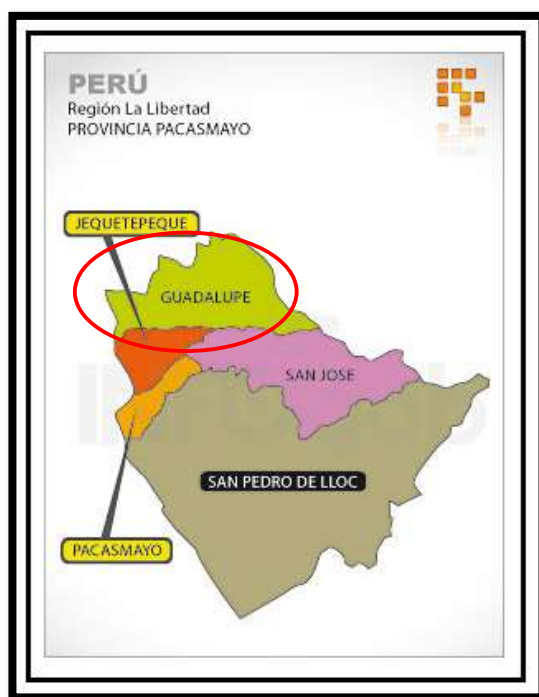 PERÚ
Región La Libertad
PROVINCIA PACASMAYO
JEQUETEPEQUE
GUADALUPE
SAN JOSE
SAN PEDRO DE LLOC
PACASMAYO